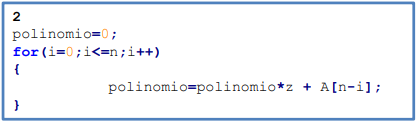 2
polinomio=0;
for(i=0;i<=n;i++)
{
polinomio=polinomio*z + A[n-i];
}